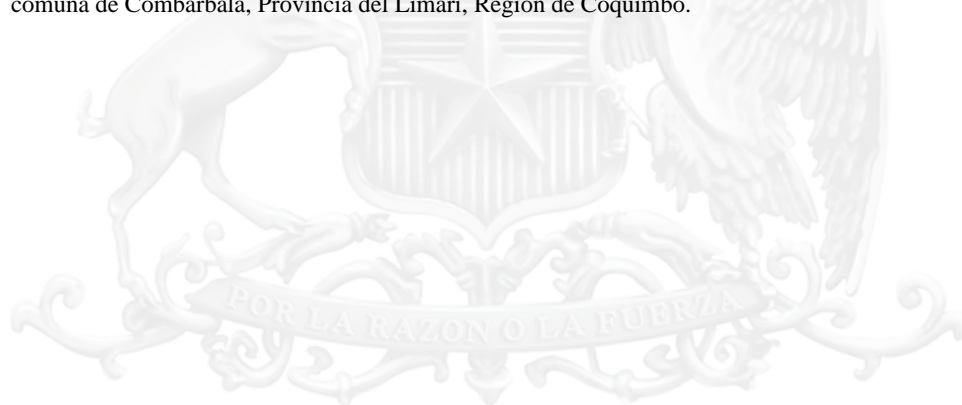 comuna de Combarbalá, Provincia del Limarí, Región de Coquimbo.
POR LA RAZON O LA FUERZA